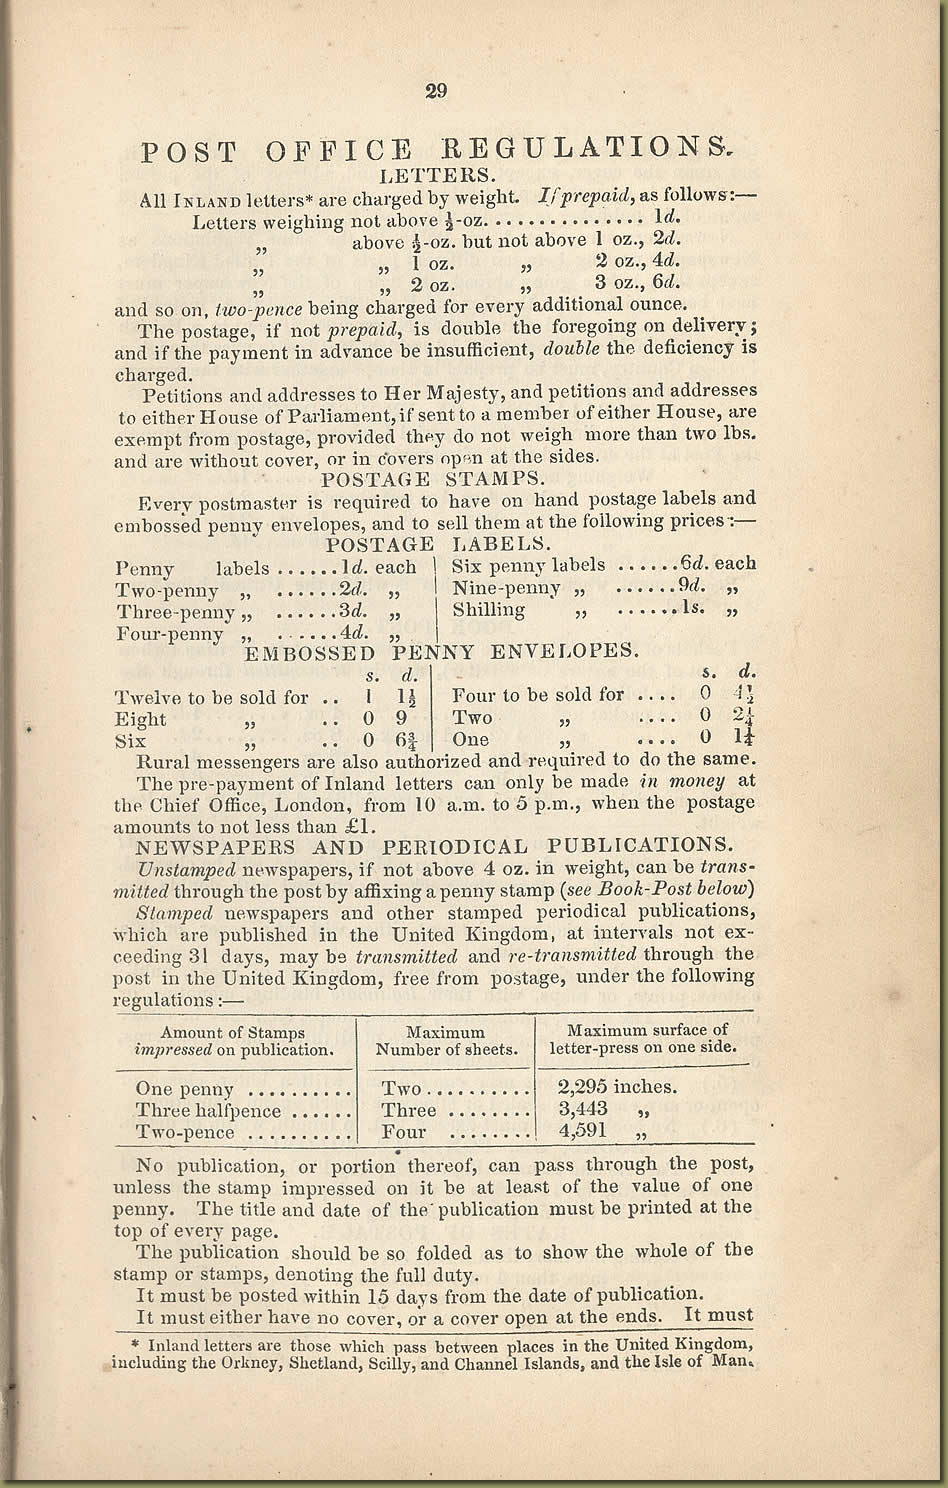 29
POST OFFICE REGULATIONS.
LETTERS.
All INLAND letters* are charged by weight. If prepaid, as follows:—
Letters weighing not above ½-oz. .............. 1d.
„ above ½-oz. but not above 1 oz., 2d.
„ „ 1 oz. „ 2 oz., 4d.
„ „ 2 oz. „ 3 oz., 6d.
and so on, two-pence being charged for every additional ounce.
The postage, if not prepaid, is double the foregoing on delivery;
and if the payment in advance be insufficient, double the deficiency is
charged.
Petitions and addresses to Her Majesty, and petitions and addresses
to either House of Parliament, if sent to a member of either House, are
exempt from postage, provided they do not weigh more than two lbs.
and are without cover, or in covers open at the sides.
POSTAGE STAMPS.
Every postmaster is required to have on hand postage labels and
embossed penny envelopes, and to sell them at the following prices:—
POSTAGE LABELS.
Penny labels ......1d. each | Six penny labels ......6d. each
Two-penny „ ......2d. „ | Nine-penny „ ......9d. „
Three-penny „ ......3d. „ | Shilling „ ......1s. „
Four-penny „ ......4d. „
EMBOSSED PENNY ENVELOPES.
s. d. | s. d.
Twelve to be sold for .. 1 1½ | Four to be sold for .... 0 4½
Eight „ .. 0 9 | Two „ .... 0 2¼
Six „ .. 0 6¾ | One „ .... 0 1¼
Rural messengers are also authorized and required to do the same.
The pre-payment of Inland letters can only be made in money at
the Chief Office, London, from 10 a.m. to 5 p.m., when the postage
amounts to not less than £1.
NEWSPAPERS AND PERIODICAL PUBLICATIONS.
Unstamped newspapers, if not above 4 oz. in weight, can be trans-
mitted through the post by affixing a penny stamp (see Book-Post below)
Stamped newspapers and other stamped periodical publications,
which are published in the United Kingdom, at intervals not ex-
ceeding 31 days, may be transmitted and re-transmitted through the
post in the United Kingdom, free from postage, under the following
regulations:—
Amount of Stamps | Maximum | Maximum surface of
impressed on publication. | Number of sheets. | letter-press on one side.
One penny .......... | Two.......... | 2,295 inches.
Three halfpence ...... | Three ........ | 3,443 „
Two-pence .......... | Four ........ | 4,591 „
No publication, or portion thereof, can pass through the post,
unless the stamp impressed on it be at least of the value of one
penny. The title and date of the publication must be printed at the
top of every page.
The publication should be so folded as to show the whole of the
stamp or stamps, denoting the full duty.
It must be posted within 15 days from the date of publication.
It must either have no cover, or a cover open at the ends. It must
* Inland letters are those which pass between places in the United Kingdom,
including the Orkney, Shetland, Scilly, and Channel Islands, and the Isle of Man.